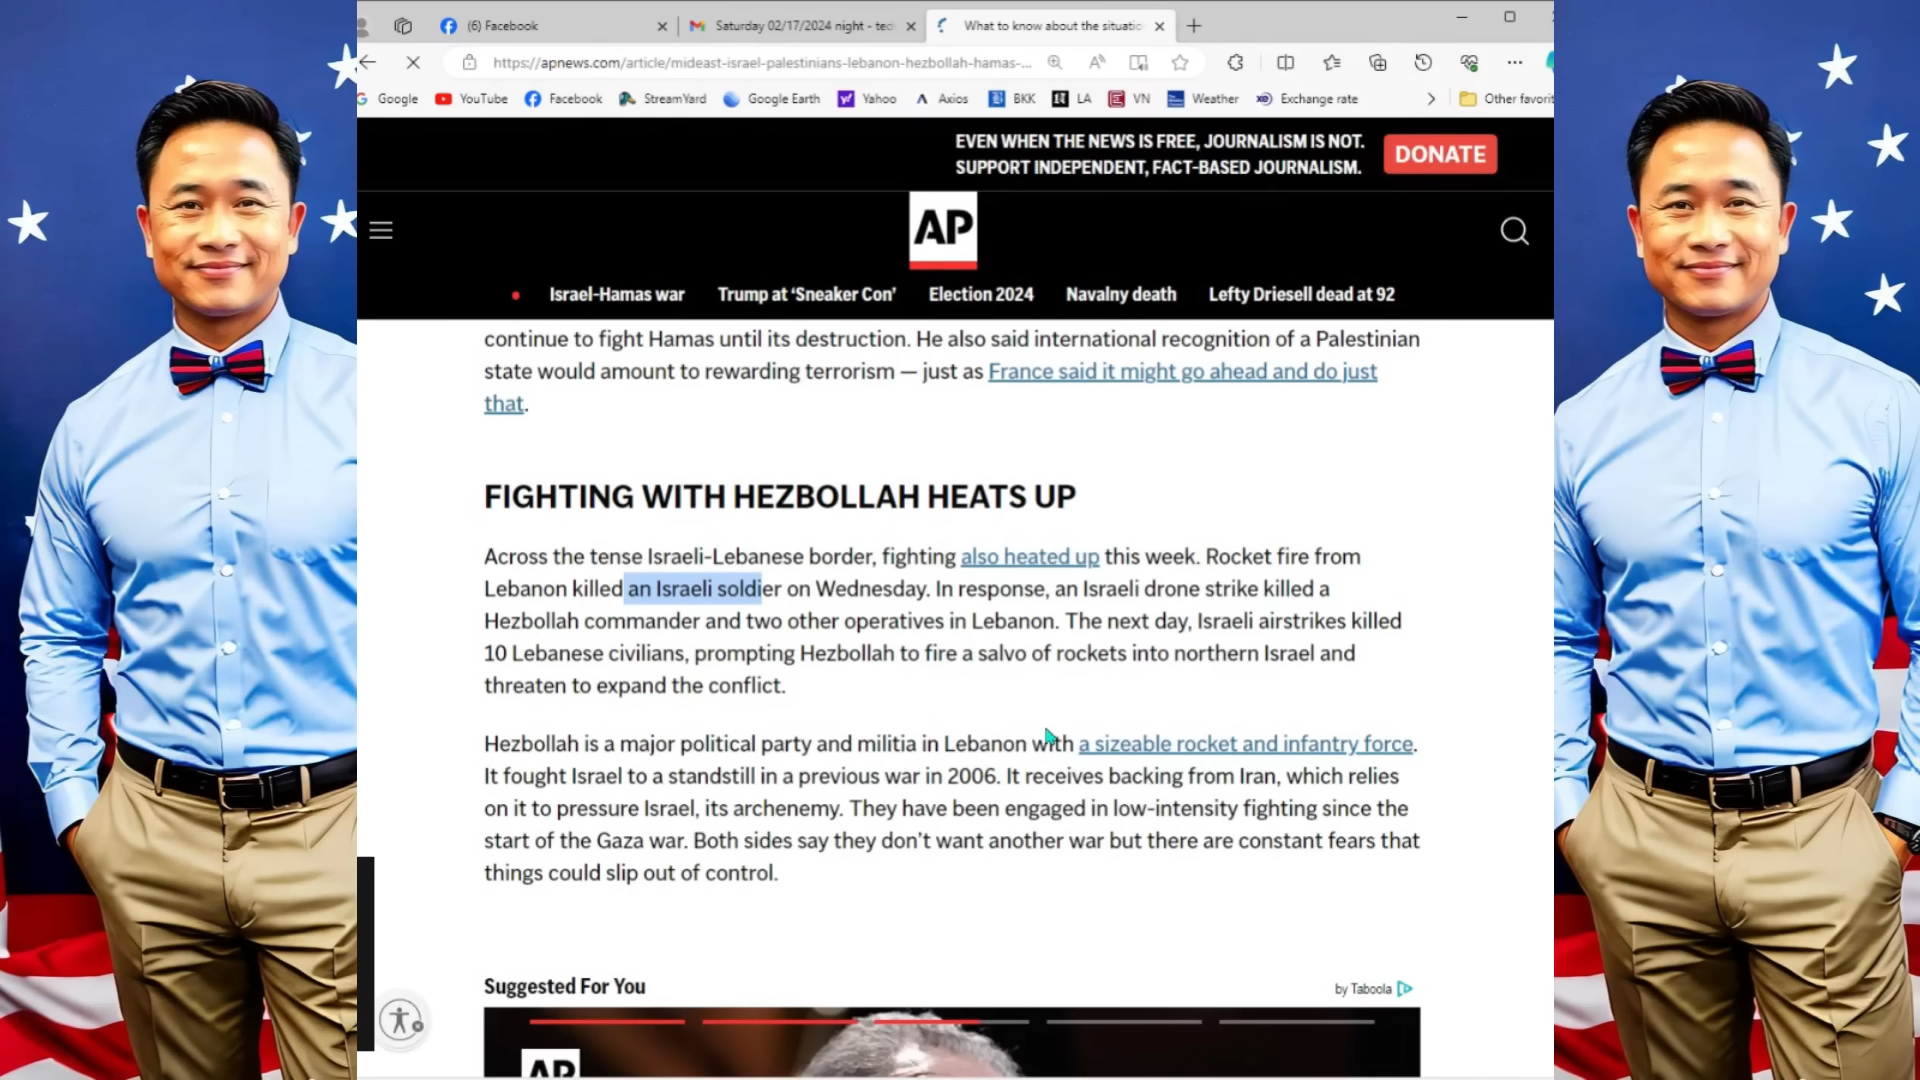 (6) Facebook
Saturday 02/17/2024 night - ted
What to know about the situatio
https://apnews.com/article/mideast-israel-palestinians-lebanon-hezbollah-hamas-...
Google YouTube Facebook StreamYard Google Earth Yahoo Axios BKK LA VN Weather Exchange rate Other favorit
EVEN WHEN THE NEWS IS FREE, JOURNALISM IS NOT.
SUPPORT INDEPENDENT, FACT-BASED JOURNALISM.
DONATE
AP
Israel-Hamas war Trump at ‘Sneaker Con’ Election 2024 Navalny death Lefty Driesell dead at 92
continue to fight Hamas until its destruction. He also said international recognition of a Palestinian
state would amount to rewarding terrorism — just as France said it might go ahead and do just
that.
FIGHTING WITH HEZBOLLAH HEATS UP
Across the tense Israeli-Lebanese border, fighting also heated up this week. Rocket fire from
Lebanon killed an Israeli soldier on Wednesday. In response, an Israeli drone strike killed a
Hezbollah commander and two other operatives in Lebanon. The next day, Israeli airstrikes killed
10 Lebanese civilians, prompting Hezbollah to fire a salvo of rockets into northern Israel and
threaten to expand the conflict.
Hezbollah is a major political party and militia in Lebanon with a sizeable rocket and infantry force.
It fought Israel to a standstill in a previous war in 2006. It receives backing from Iran, which relies
on it to pressure Israel, its archenemy. They have been engaged in low-intensity fighting since the
start of the Gaza war. Both sides say they don’t want another war but there are constant fears that
things could slip out of control.
Suggested For You
by Taboola
AP